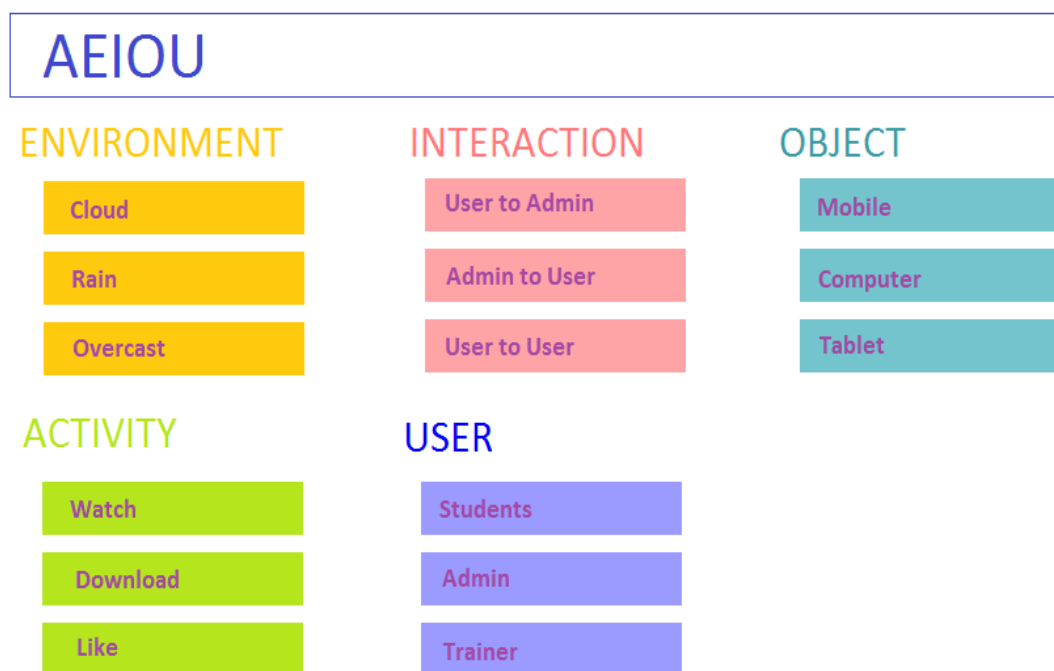 AEIOU
ENVIRONMENT
Cloud
Rain
Overcast
INTERACTION
User to Admin
Admin to User
User to User
OBJECT
Mobile
Computer
Tablet
ACTIVITY
Watch
Download
Like
USER
Students
Admin
Trainer